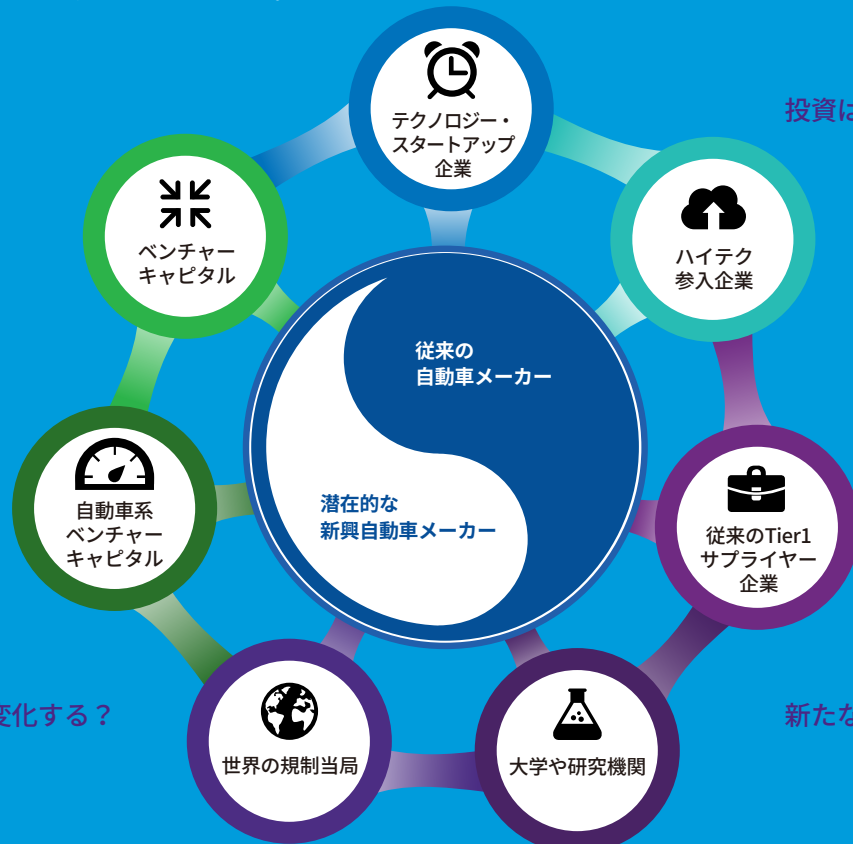 テクノロジー・
スタートアップ
企業
投資は
ベンチャー
キャピタル
ハイテク
参入企業
従来の
自動車メーカー
潜在的な
新興自動車メーカー
自動車系
ベンチャー
キャピタル
従来のTier1
サプライヤー
企業
変化する？
新たな
世界の規制当局
大学や研究機関